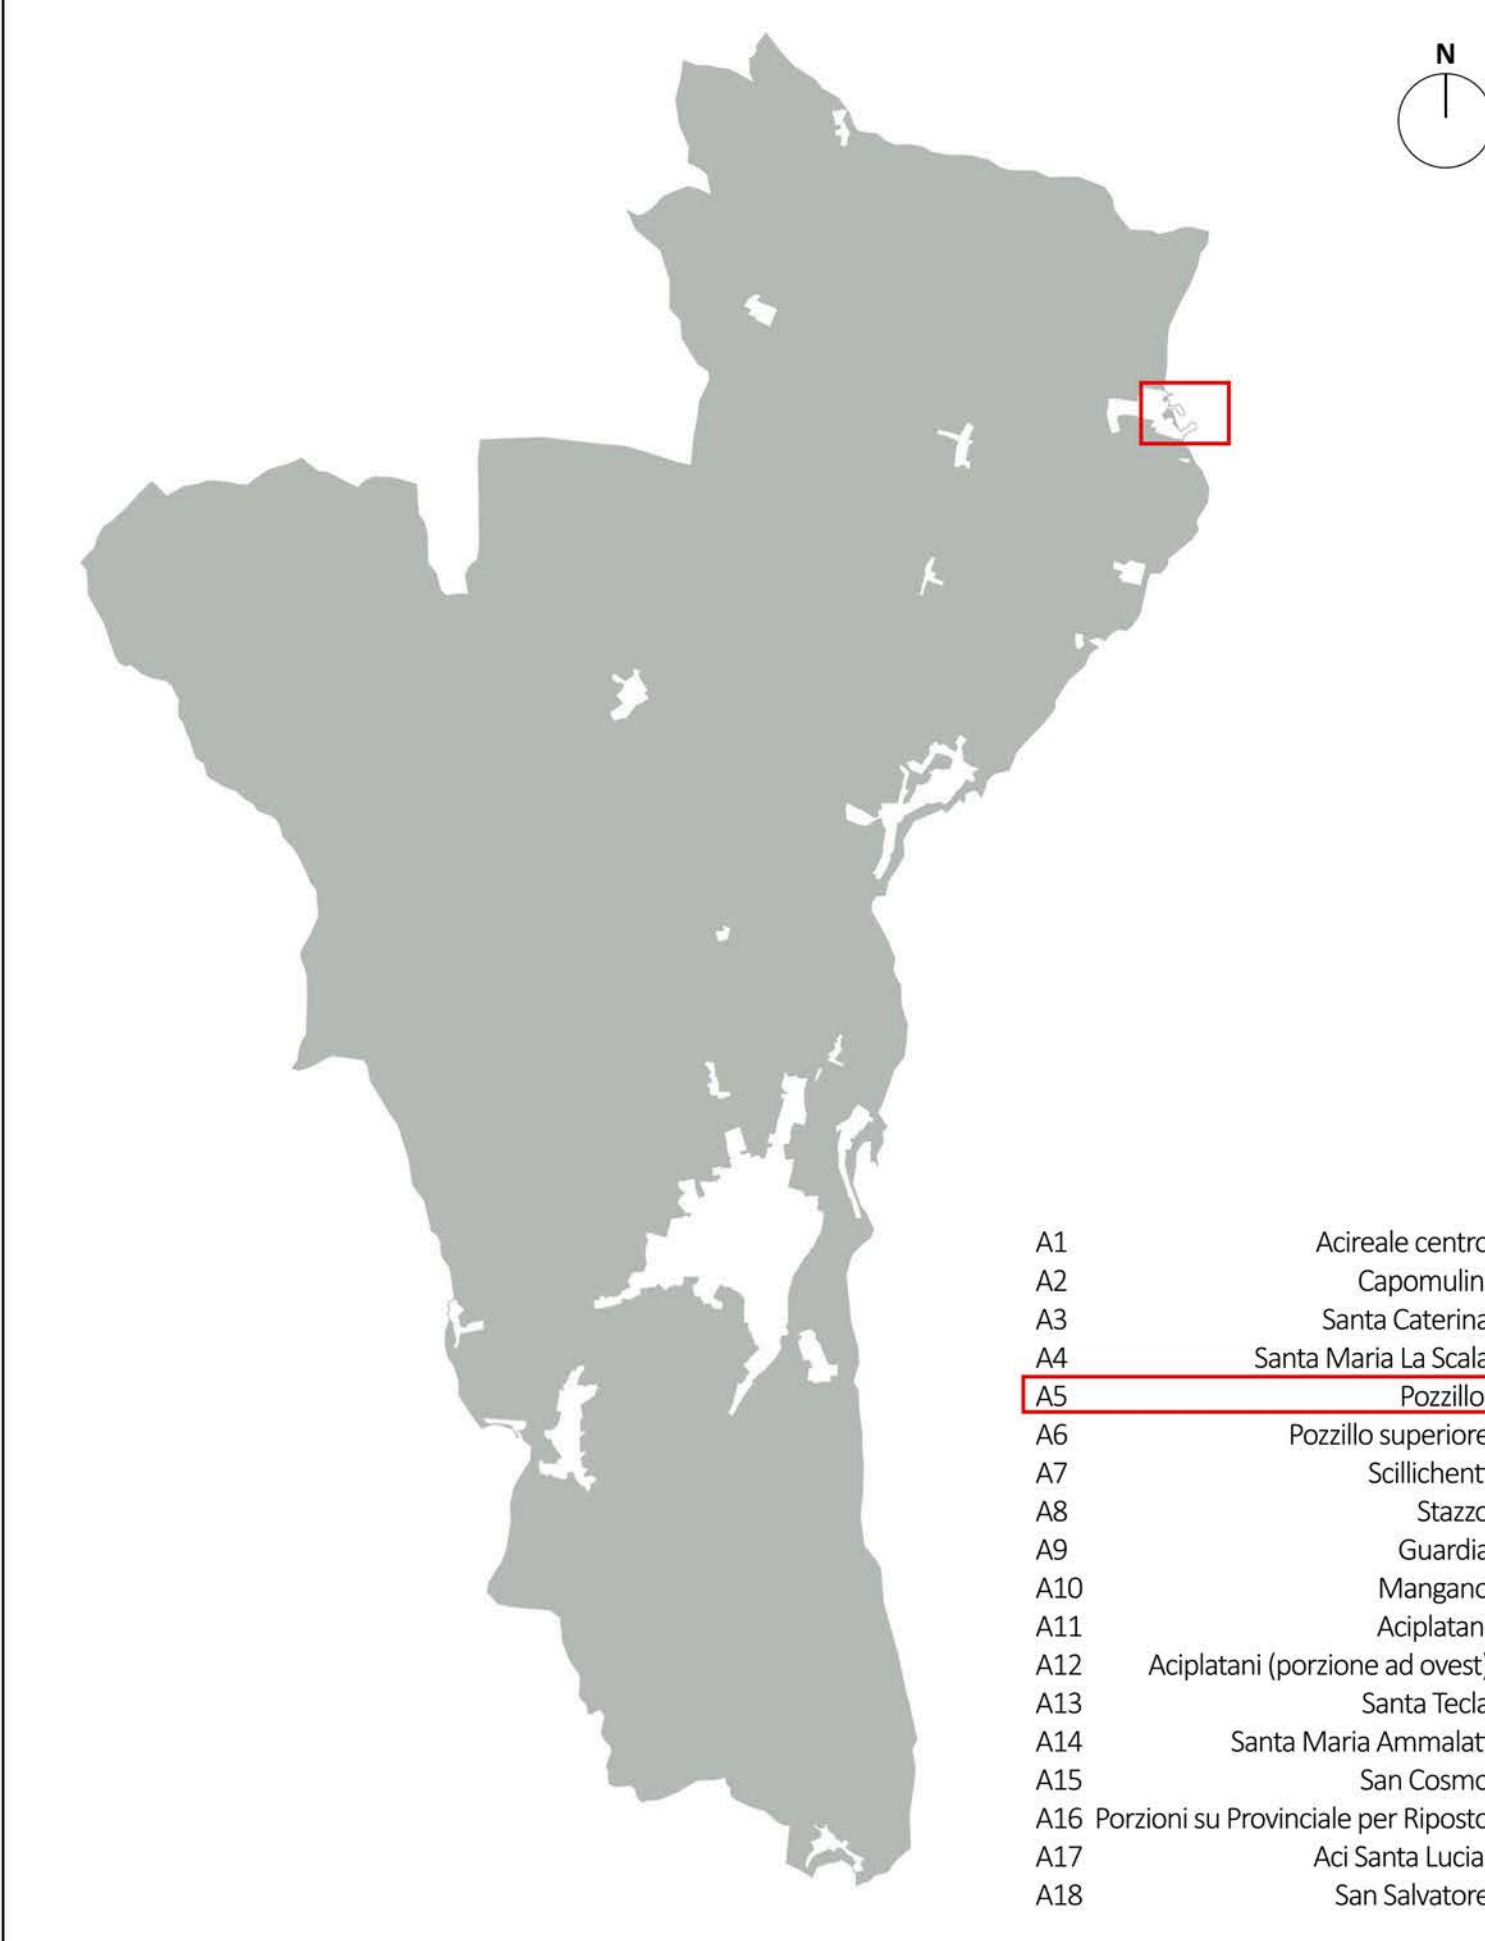 N
A1 Acireale centro
A2 Capomulin
A3 Santa Caterina
A4 Santa Maria La Scala
A5 Pozzillo
A6 Pozzillo superiore
A7 Scillichent
A8 Stazzo
A9 Guardia
A10 Mangano
A11 Aciplatan
A12 Aciplatani (porzione ad ovest)
A13 Santa Tecla
A14 Santa Maria Ammalat
A15 San Cosmo
A16 Porzioni su Provinciale per Riposto
A17 Aci Santa Lucia
A18 San Salvatore